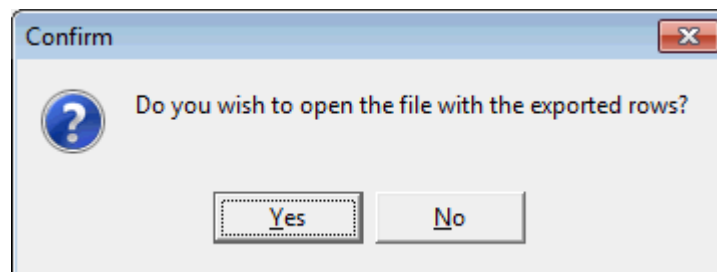 Confirm
Do you wish to open the file with the exported rows?
Yes
No